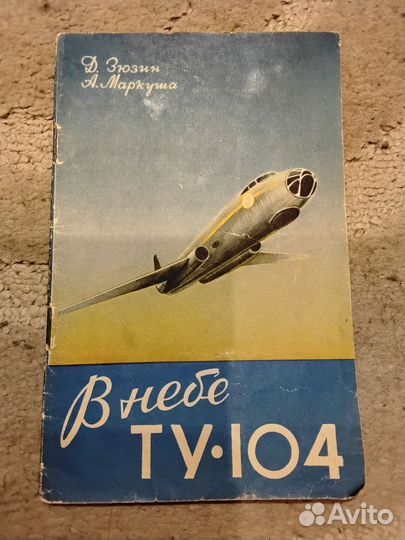 Д. Зюзин
А. Маркуша
В небе
ТУ•104
Avito